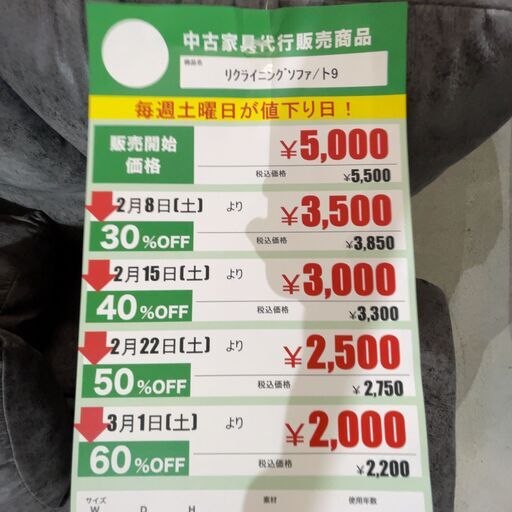 中古家具代行販売商品
商品名
リクライニングソファ/ト9
毎週土曜日が値下り日!
販売開始
価格
¥5,000
税込価格 ¥5,500
2月8日(土) より
¥3,500
30%OFF
税込価格 ¥3,850
2月15日(土) より
¥3,000
40%OFF
税込価格 ¥3,300
2月22日(土) より
¥2,500
50%OFF
税込価格 ¥2,750
3月1日(土) より
¥2,000
60%OFF
税込価格 ¥2,200
サイズ 素材 使用年数
W D H